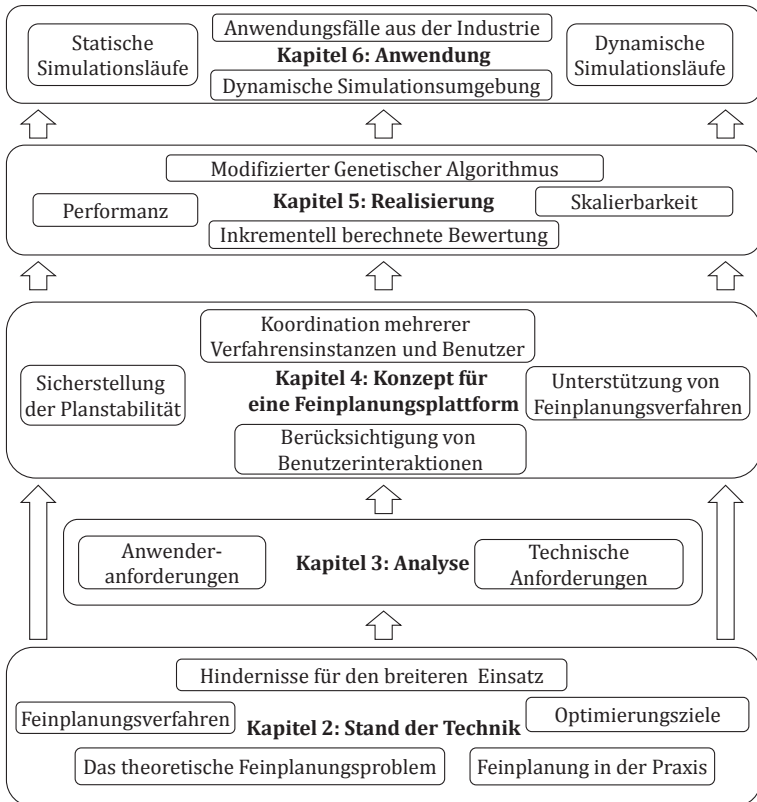 Anwendungsfälle aus der Industrie
Statische
Simulationsläufe
Kapitel 6: Anwendung
Dynamische
Simulationsläufe
Dynamische Simulationsumgebung
Modifizierter Genetischer Algorithmus
Performanz
Kapitel 5: Realisierung
Skalierbarkeit
Inkrementell berechnete Bewertung
Koordination mehrerer
Verfahrensinstanzen und Benutzer
Sicherstellung
der Planstabilität
Kapitel 4: Konzept für
eine Feinplanungsplattform
Unterstützung von
Feinplanungsverfahren
Berücksichtigung von
Benutzerinteraktionen
Anwender-
anforderungen
Kapitel 3: Analyse
Technische
Anforderungen
Hindernisse für den breiteren Einsatz
Feinplanungsverfahren
Kapitel 2: Stand der Technik
Optimierungsziele
Das theoretische Feinplanungsproblem
Feinplanung in der Praxis